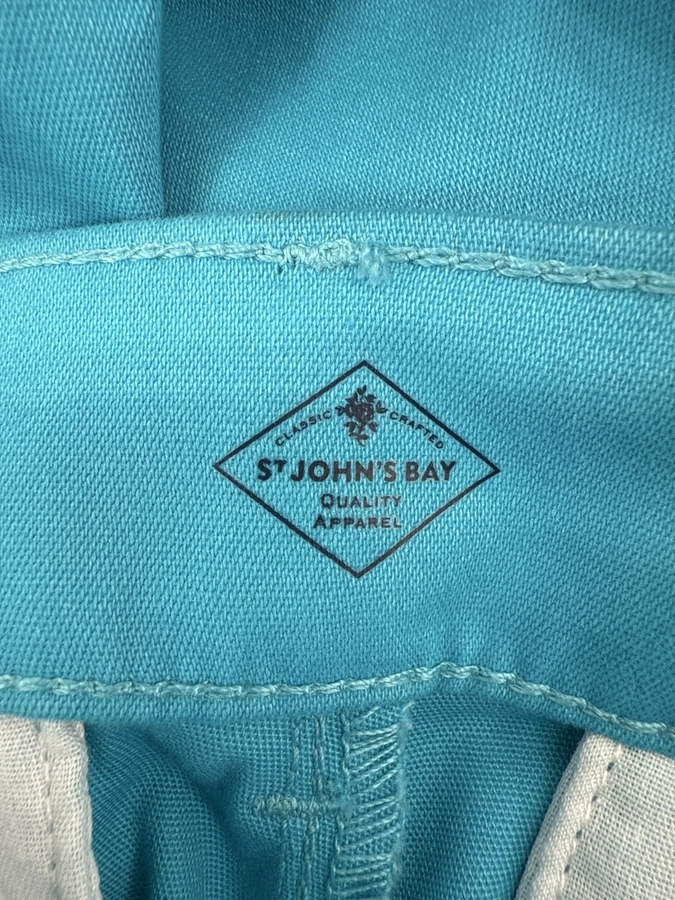 CLASSIC CRAFTED
ST JOHN'S BAY
QUALITY
APPAREL